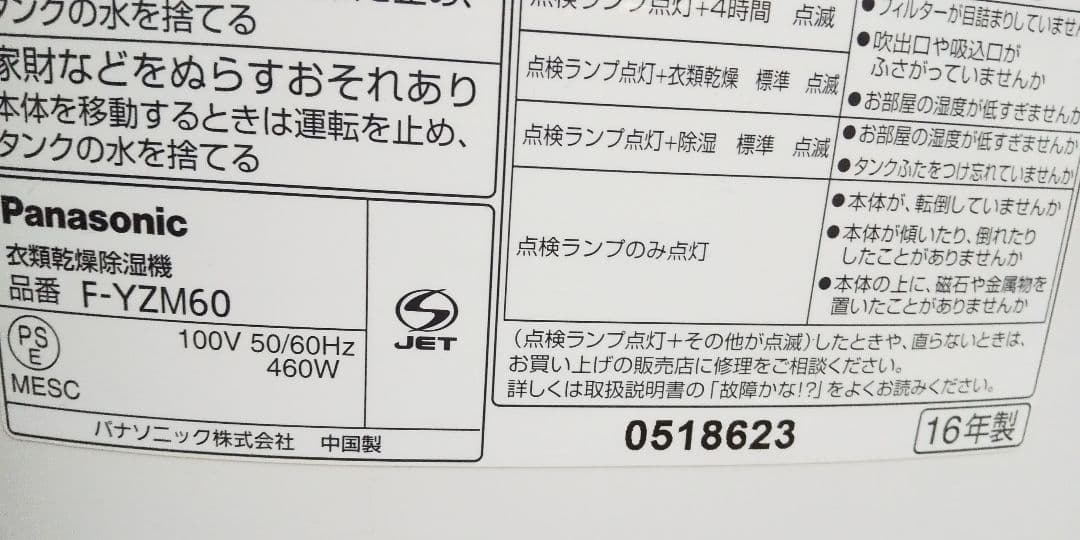 タンクの水を捨てる
家財などをぬらすおそれあり
本体を移動するときは運転を止め、
タンクの水を捨てる
Panasonic
衣類乾燥除湿機
品番 F-YZM60
PS
E
MESC
100V 50/60Hz
460W
JET
パナソニック株式会社 中国製
点検ランプ点灯+4時間 点滅
●フィルターが目詰まりしていません
●吹出口や吸込口が
ふさがっていませんか
●お部屋の湿度が低すぎませんか
点検ランプ点灯+衣類乾燥 標準 点滅
点検ランプ点灯+除湿 標準 点滅
●お部屋の湿度が低すぎませんか
●タンクふたをつけ忘れていませんか
点検ランプのみ点灯
●本体が、転倒していませんか
●本体が傾いたり、倒れたり
したことがありませんか
●本体の上に、磁石や金属物を
置いたことがありませんか
(点検ランプ点灯+その他が点滅)したときや、直らないときは、
お買い上げの販売店に修理をご相談ください。
詳しくは取扱説明書の「故障かな!?」をよくお読みください。
0518623
16年製